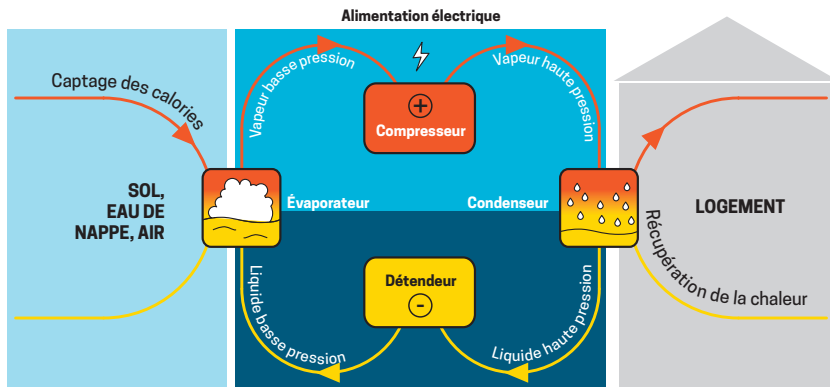 Alimentation électrique
Captage des calories
Vapeur basse pression
Vapeur haute pression
+
Compresseur
SOL,
EAU DE
NAPPE, AIR
Évaporateur
Condenseur
LOGEMENT
Récupération de la chaleur
Détendeur
-
Liquide basse pression
Liquide haute pression